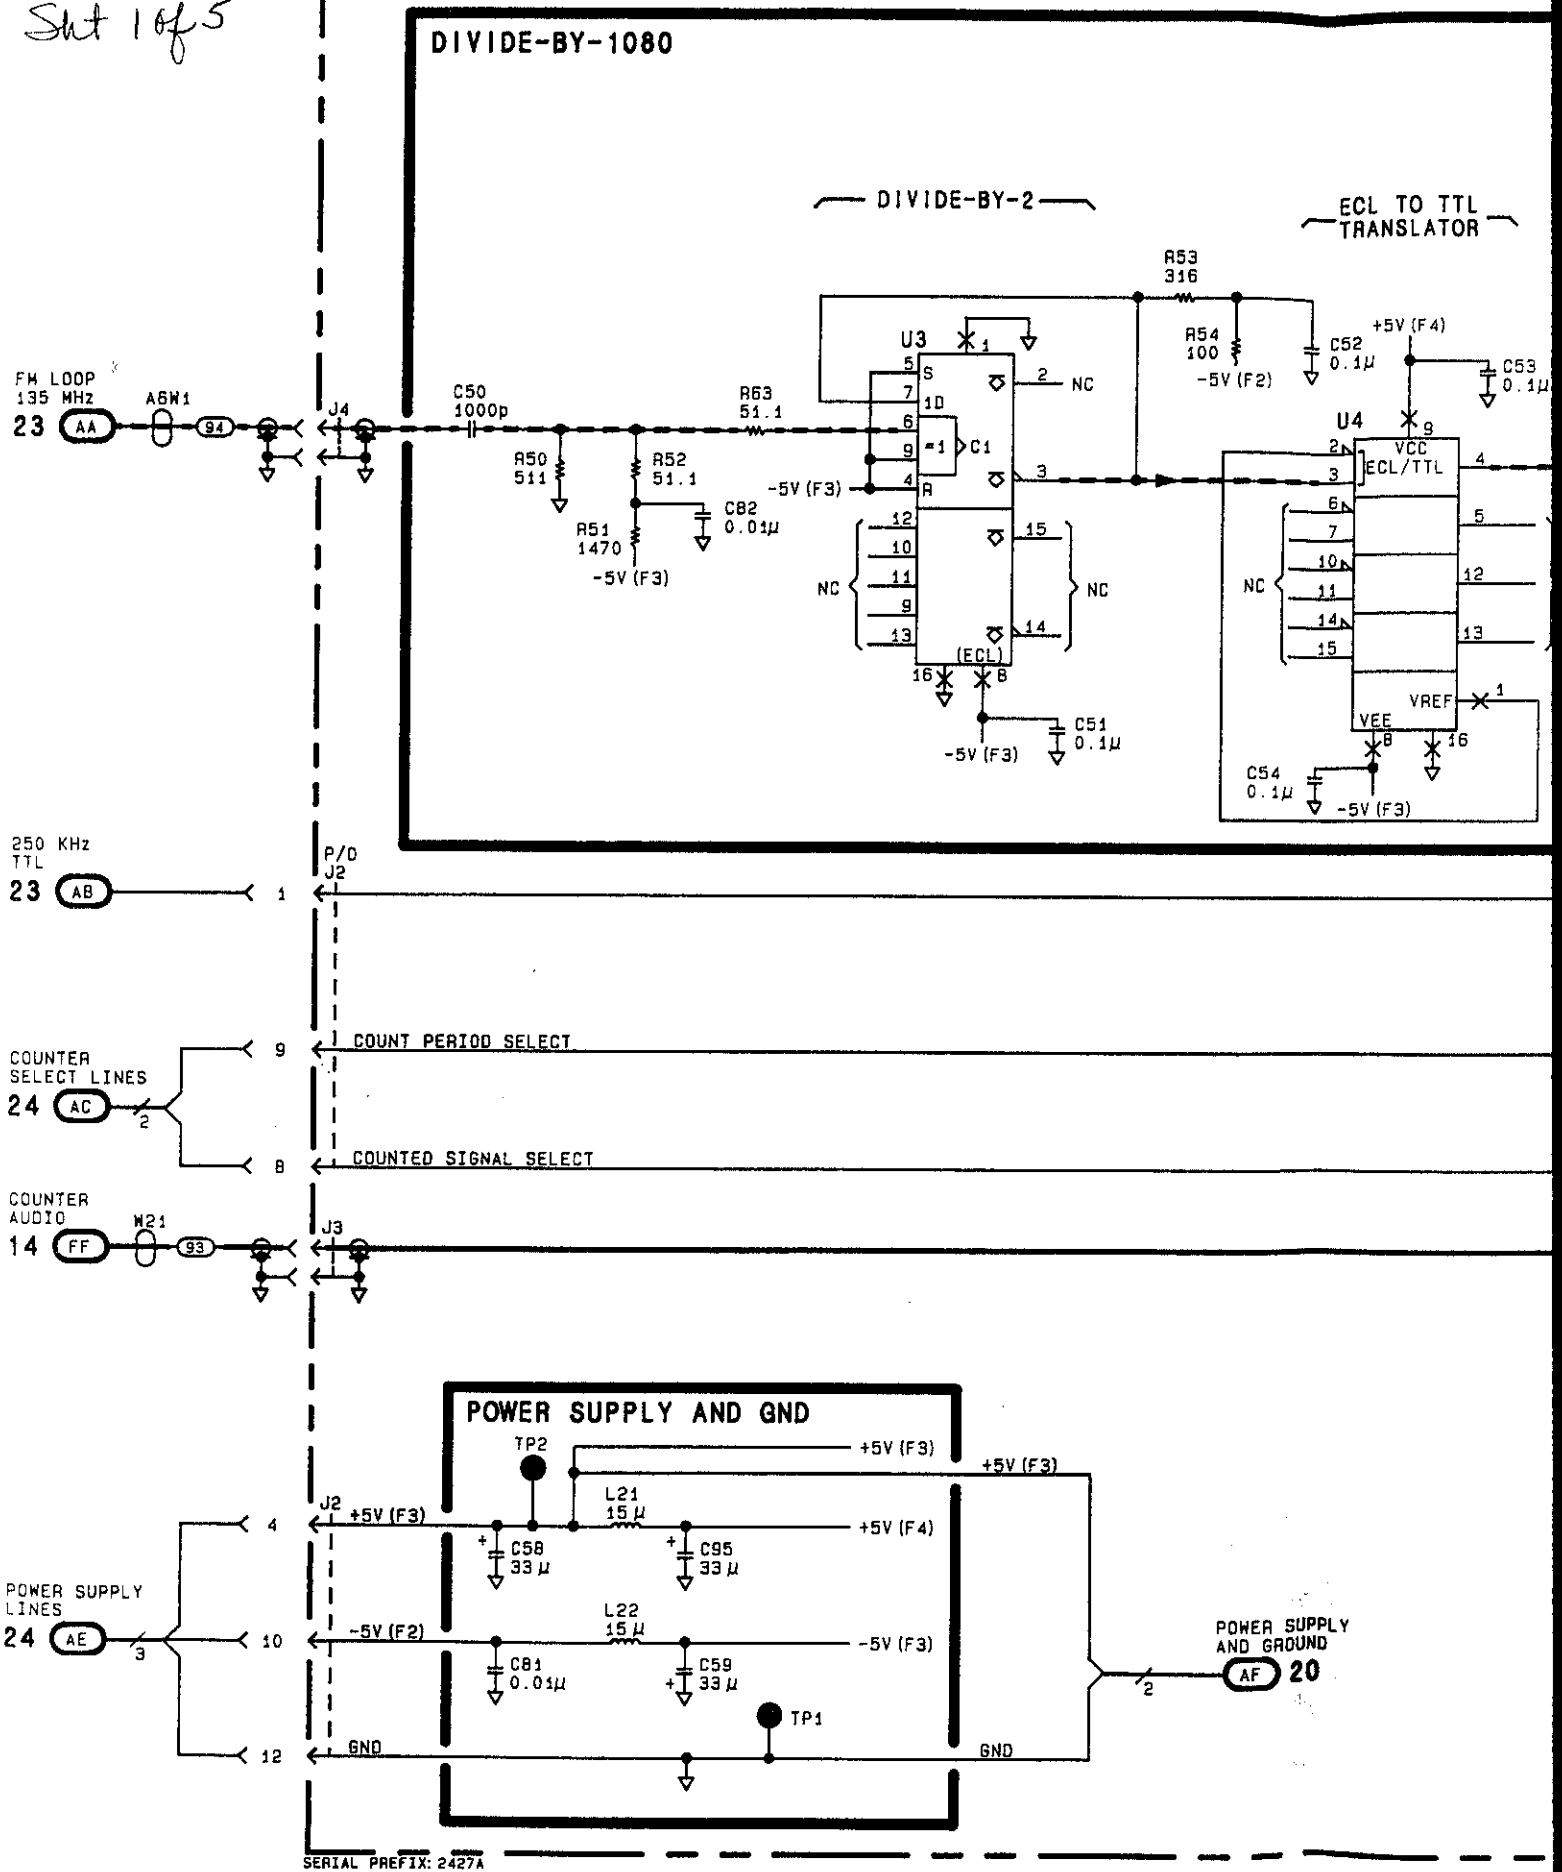 Sht 1 of 5
DIVIDE-BY-1080
DIVIDE-BY-2
ECL TO TTL
TRANSLATOR
R53
316
R54
100
-5V (F2)
C52
0.1µ
+5V (F4)
C53
0.1µ
FM LOOP
135 MHz
23 AA
A6W1
94
J4
C50
1000p
R50
511
R52
51.1
R51
1470
-5V (F3)
C82
0.01µ
R63
51.1
U3
1
5 S
7 1D
6
9
=1
C1
4 R
-5V (F3)
2 NC
3
12
10
11
9
13
NC
15
14
NC
(ECL)
16
8
-5V (F3)
C51
0.1µ
U4
9
VCC
ECL/TTL
2
3
4
6
7
10
11
14
15
NC
5
12
13
VREF
1
VEE
8
16
C54
0.1µ
-5V (F3)
250 KHz
TTL
23 AB
1
P/O
J2
COUNTER
SELECT LINES
24 AC
2
9
COUNT PERIOD SELECT
8
COUNTED SIGNAL SELECT
COUNTER
AUDIO
14 FF
W21
93
J3
POWER SUPPLY AND GND
TP2
+5V (F3)
+5V (F3)
J2
4
+5V (F3)
L21
15 µ
+5V (F4)
C58
33 µ
C95
33 µ
POWER SUPPLY
LINES
24 AE
3
10
-5V (F2)
L22
15 µ
-5V (F3)
C81
0.01µ
C59
33 µ
TP1
12
GND
GND
POWER SUPPLY
AND GROUND
AF 20
2
SERIAL PREFIX: 2427A